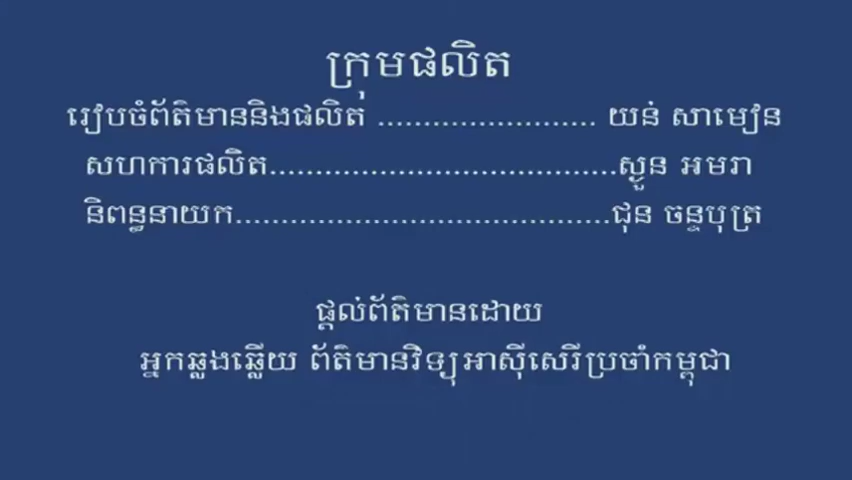 ក្រុមផលិត
រៀបចំព័ត៌មាននិងផលិត ........................ យន់ សាមៀន
សហការផលិត......................................ស្ងួន អមរា
និពន្ធនាយក.........................................ជុន ចន្ទបុត្រ
ផ្ដល់ព័ត៌មានដោយ
អ្នកឆ្លងឆ្លើយ ព័ត៌មានវិទ្យុអាស៊ីសេរីប្រចាំកម្ពុជា